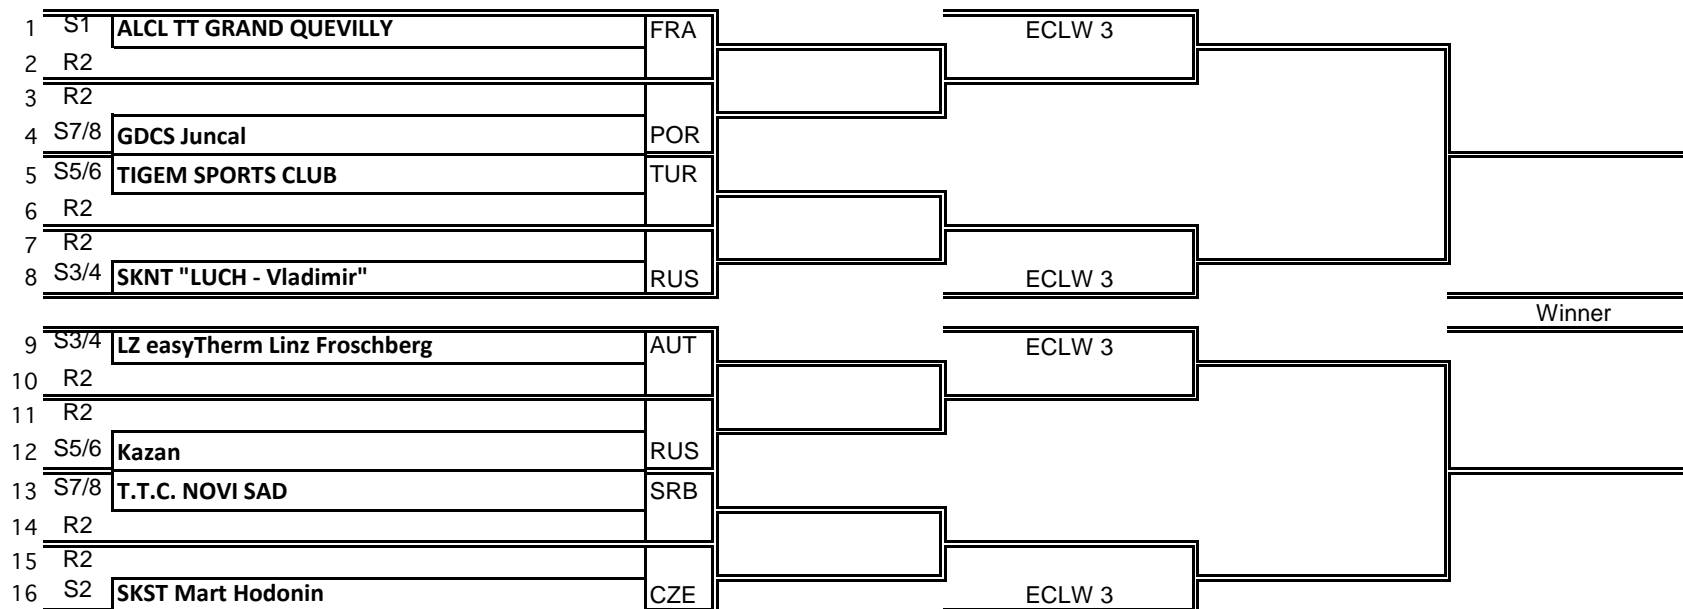 1 S1 ALCL TT GRAND QUEVILLY FRA ECLW 3
2 R2
3 R2
4 S7/8 GDCS Juncal POR
5 S5/6 TIGEM SPORTS CLUB TUR
6 R2
7 R2
8 S3/4 SKNT "LUCH - Vladimir" RUS ECLW 3
Winner
9 S3/4 LZ easyTherm Linz Froschberg AUT ECLW 3
10 R2
11 R2
12 S5/6 Kazan RUS
13 S7/8 T.T.C. NOVI SAD SRB
14 R2
15 R2
16 S2 SKST Mart Hodonin CZE ECLW 3